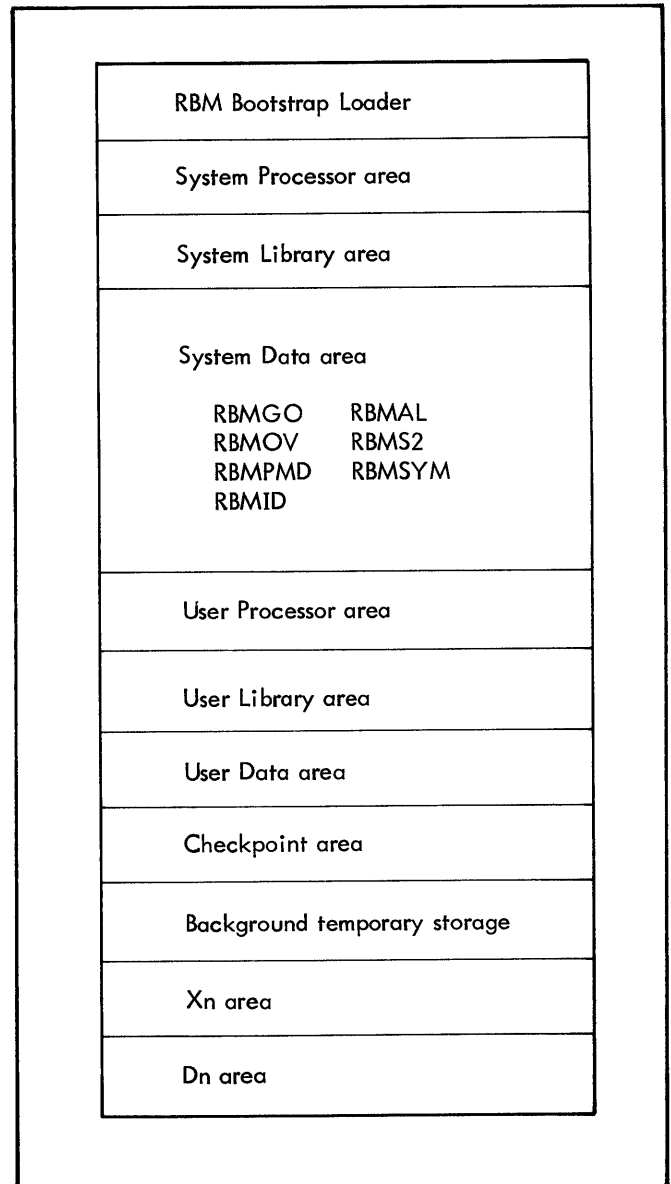 RBM Bootstrap Loader
System Processor area
System Library area
System Data area
RBMGO RBMAL
RBMOV RBMS2
RBMPMD RBMSYM
RBMID
User Processor area
User Library area
User Data area
Checkpoint area
Background temporary storage
Xn area
Dn area